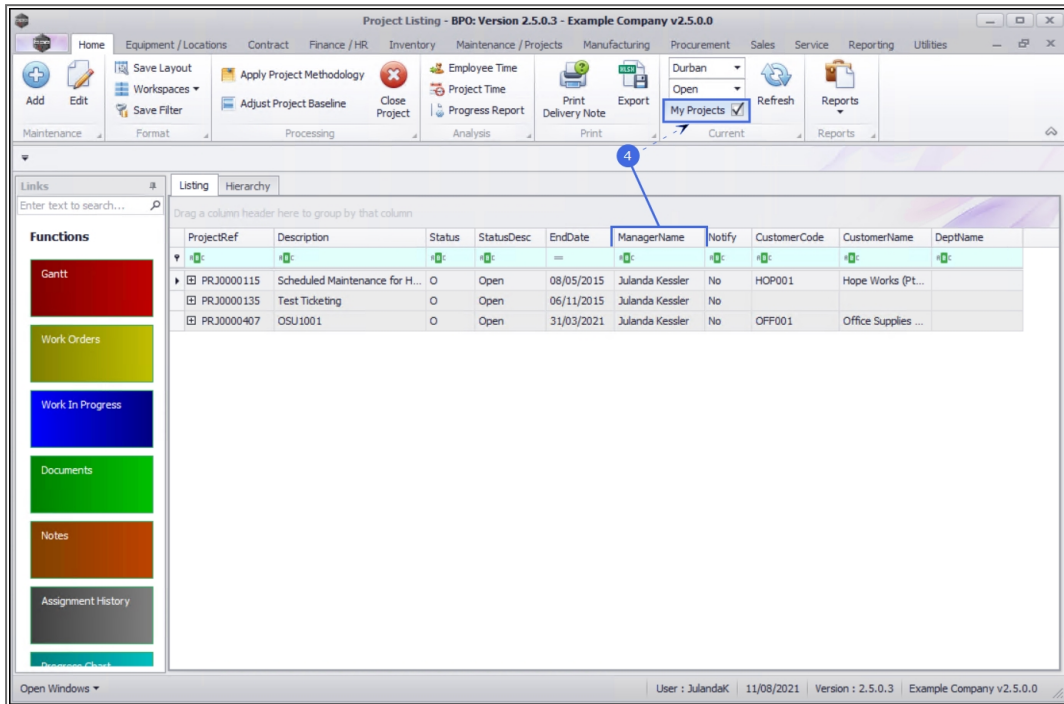 Project Listing - BPO: Version 2.5.0.3 - Example Company v2.5.0.0
Home Equipment / Locations Contract Finance / HR Inventory Maintenance / Projects Manufacturing Procurement Sales Service Reporting Utilities
Add
Edit
Maintenance
Save Layout
Workspaces
Save Filter
Format
Apply Project Methodology
Adjust Project Baseline
Close Project
Processing
Employee Time
Project Time
Progress Report
Analysis
Print Delivery Note
Export
Print
Durban
Open
My Projects
Refresh
Current
Reports
Reports
4
Links
Enter text to search...
Functions
Gantt
Work Orders
Work In Progress
Documents
Notes
Assignment History
Progress Chart
Listing Hierarchy
Drag a column header here to group by that column
ProjectRef Description Status StatusDesc EndDate ManagerName Notify CustomerCode CustomerName DeptName
PRJ0000115 Scheduled Maintenance for H... O Open 08/05/2015 Julanda Kessler No HOP001 Hope Works (Pt...
PRJ0000135 Test Ticketing O Open 06/11/2015 Julanda Kessler No
PRJ0000407 OSU1001 O Open 31/03/2021 Julanda Kessler No OFF001 Office Supplies ...
Open Windows
User : JulandaK 11/08/2021 Version : 2.5.0.3 Example Company v2.5.0.0